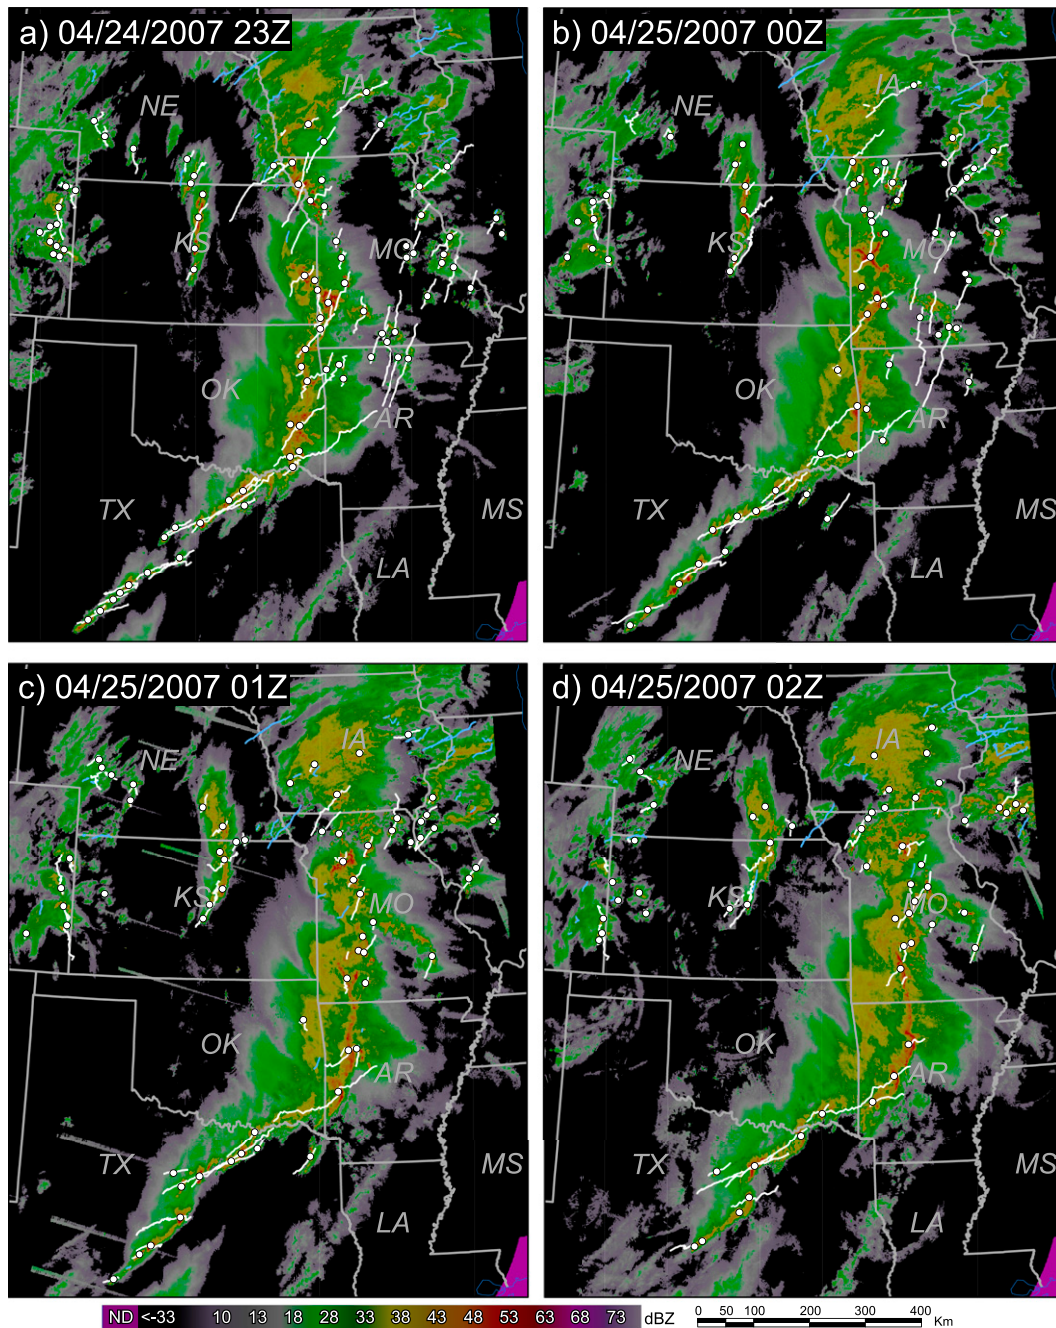 a) 04/24/2007 23Z
NE
IA
KS
MO
OK
AR
TX
MS
LA
b) 04/25/2007 00Z
NE
IA
KS
MO
OK
AR
TX
MS
LA
c) 04/25/2007 01Z
NE
IA
KS
MO
OK
AR
TX
MS
LA
d) 04/25/2007 02Z
NE
IA
KS
MO
OK
AR
TX
MS
LA
ND <-33 10 13 18 28 33 38 43 48 53 63 68 73 dBZ
0 50 100 200 300 400 Km